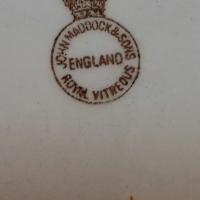 JOHN MADDOCK & SONS
ENGLAND
ROYAL VITREOUS